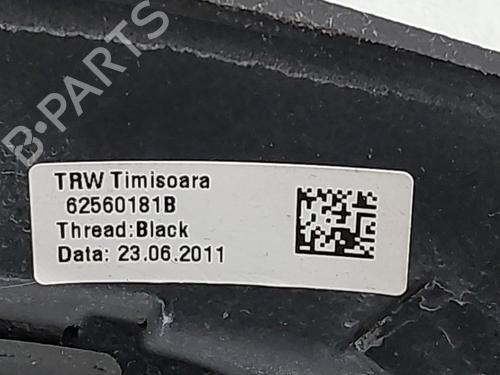 B-PARTS
TRW Timisoara
62560181B
Thread:Black
Data: 23.06.2011